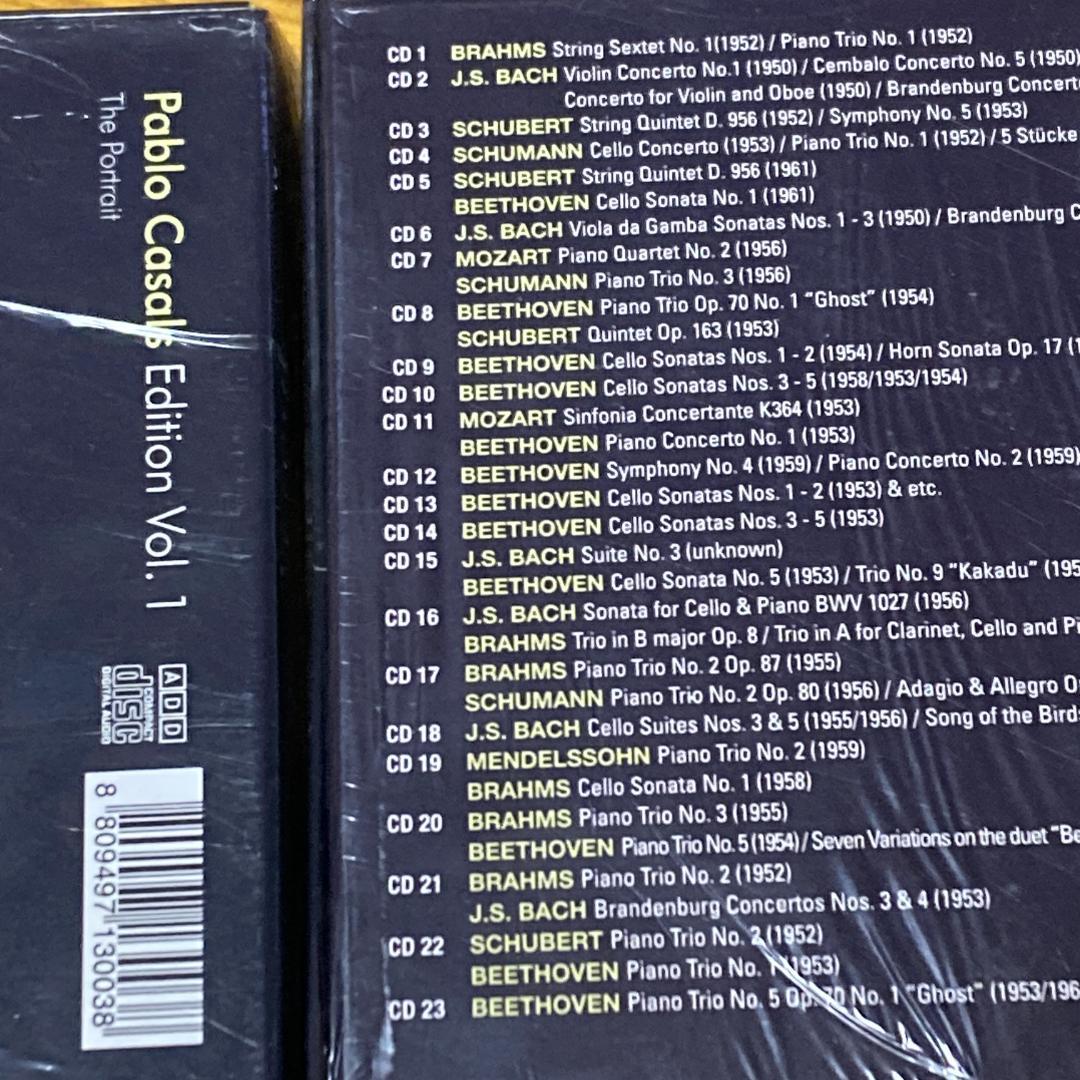 Pablo Casals Edition Vol. 1
The Portrait
ADD
COMPACT
disc
DIGITAL AUDIO
8 809497 130038
CD 1 BRAHMS String Sextet No. 1(1952) / Piano Trio No. 1 (1952)
CD 2 J.S. BACH Violin Concerto No.1 (1950) / Cembalo Concerto No. 5 (1950)
Concerto for Violin and Oboe (1950) / Brandenburg Concert
CD 3 SCHUBERT String Quintet D. 956 (1952) / Symphony No. 5 (1953)
CD 4 SCHUMANN Cello Concerto (1953) / Piano Trio No. 1 (1952) / 5 Stücke
CD 5 SCHUBERT String Quintet D. 956 (1961)
BEETHOVEN Cello Sonata No. 1 (1961)
CD 6 J.S. BACH Viola da Gamba Sonatas Nos. 1 - 3 (1950) / Brandenburg C
CD 7 MOZART Piano Quartet No. 2 (1956)
SCHUMANN Piano Trio No. 3 (1956)
CD 8 BEETHOVEN Piano Trio Op. 70 No. 1 "Ghost" (1954)
SCHUBERT Quintet Op. 163 (1953)
CD 9 BEETHOVEN Cello Sonatas Nos. 1 - 2 (1954) / Horn Sonata Op. 17 (1
CD 10 BEETHOVEN Cello Sonatas Nos. 3 - 5 (1958/1953/1954)
CD 11 MOZART Sinfonia Concertante K364 (1953)
BEETHOVEN Piano Concerto No. 1 (1953)
CD 12 BEETHOVEN Symphony No. 4 (1959) / Piano Concerto No. 2 (1959)
CD 13 BEETHOVEN Cello Sonatas Nos. 1 - 2 (1953) & etc.
CD 14 BEETHOVEN Cello Sonatas Nos. 3 - 5 (1953)
CD 15 J.S. BACH Suite No. 3 (unknown)
BEETHOVEN Cello Sonata No. 5 (1953) / Trio No. 9 "Kakadu" (195
CD 16 J.S. BACH Sonata for Cello & Piano BWV 1027 (1956)
BRAHMS Trio in B major Op. 8 / Trio in A for Clarinet, Cello and Pi
CD 17 BRAHMS Piano Trio No. 2 Op. 87 (1955)
SCHUMANN Piano Trio No. 2 Op. 80 (1956) / Adagio & Allegro O
CD 18 J.S. BACH Cello Suites Nos. 3 & 5 (1955/1956) / Song of the Bird
CD 19 MENDELSSOHN Piano Trio No. 2 (1959)
BRAHMS Cello Sonata No. 1 (1958)
CD 20 BRAHMS Piano Trio No. 3 (1955)
BEETHOVEN Piano Trio No. 5 (1954) / Seven Variations on the duet "Be
CD 21 BRAHMS Piano Trio No. 2 (1952)
J.S. BACH Brandenburg Concertos Nos. 3 & 4 (1953)
CD 22 SCHUBERT Piano Trio No. 2 (1952)
BEETHOVEN Piano Trio No. 1 (1953)
CD 23 BEETHOVEN Piano Trio No. 5 Op. 70 No. 1 "Ghost" (1953/196